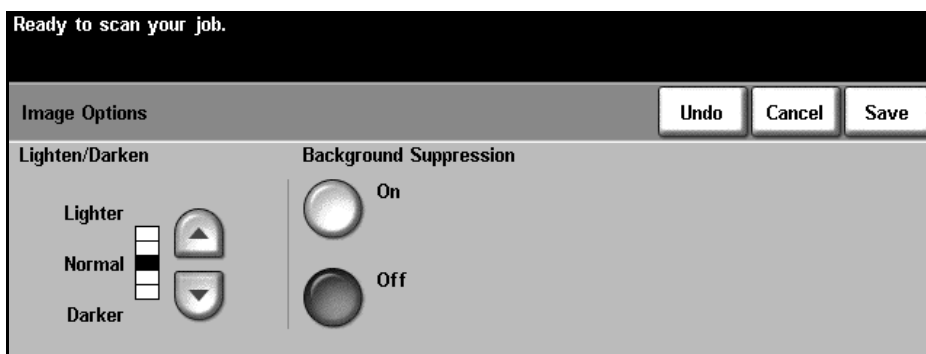 Ready to scan your job.
Image Options
Undo
Cancel
Save
Lighten/Darken
Background Suppression
On
Lighter
Normal
Off
Darker